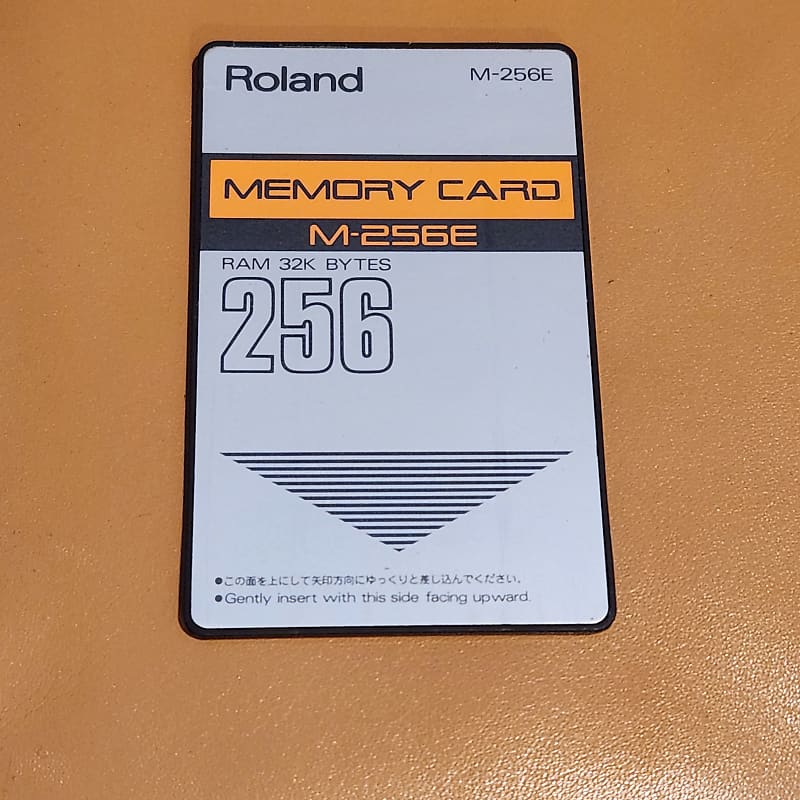 Roland M-256E
MEMORY CARD
M-256E
RAM 32K BYTES
256
●この面を上にして矢印方向にゆっくりと差し込んでください。
●Gently insert with this side facing upward.